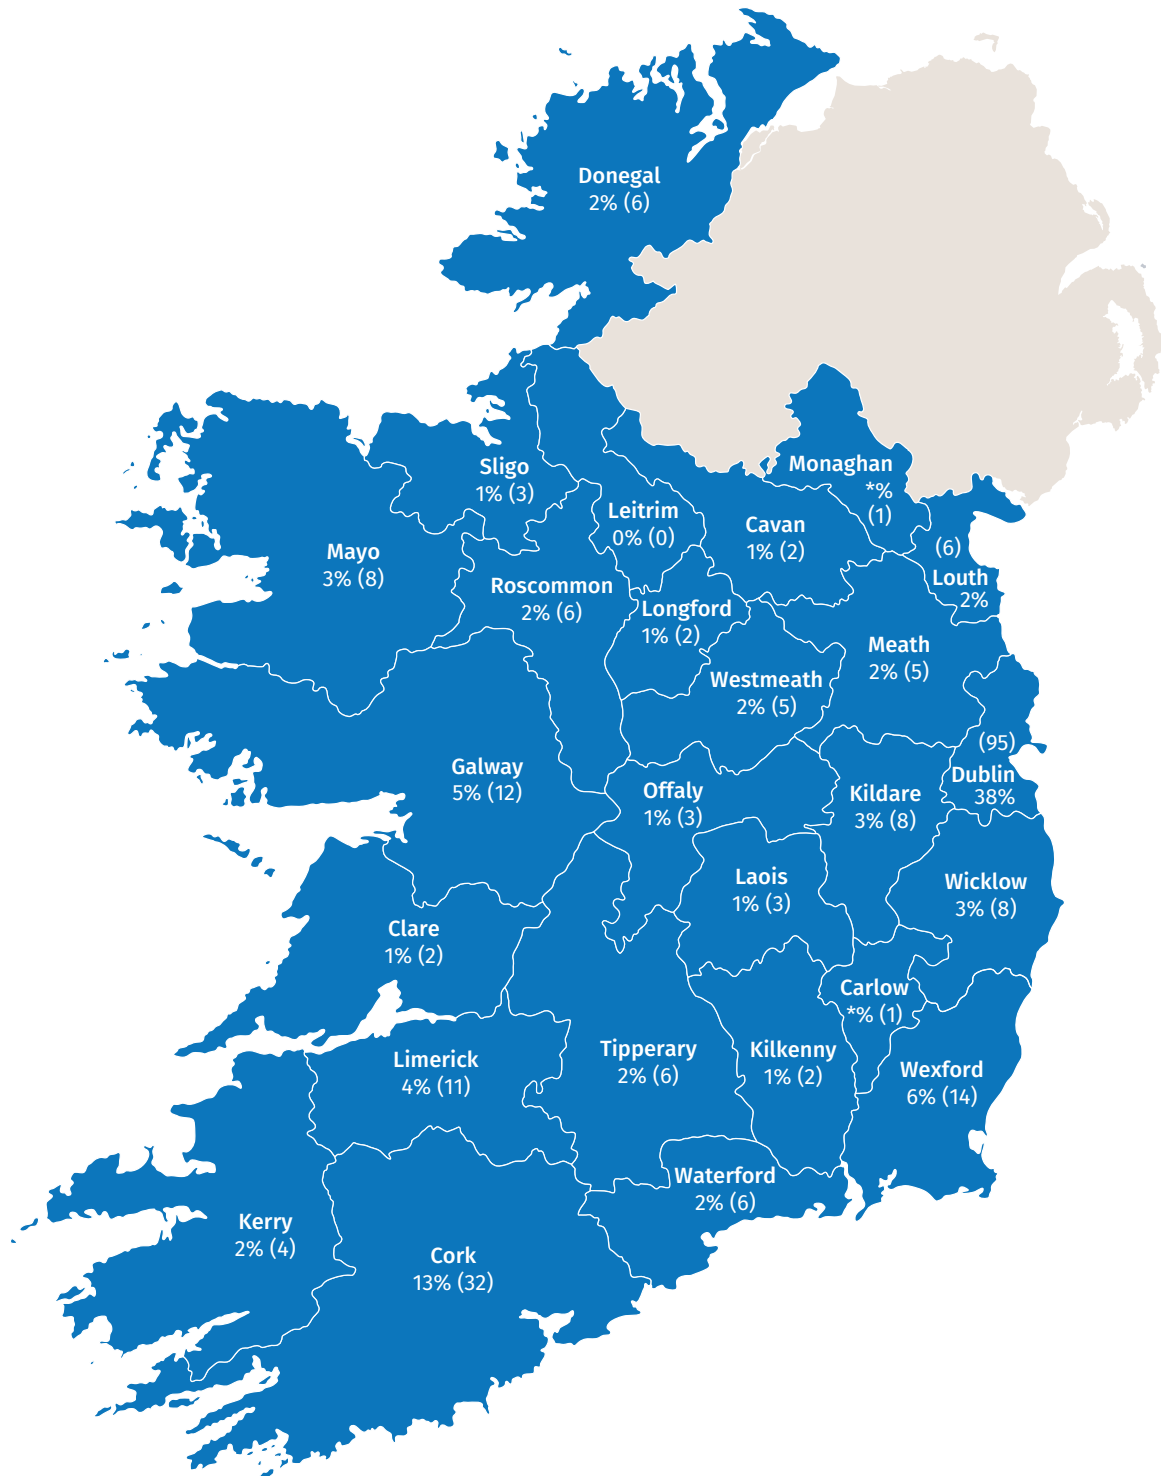 Donegal
2% (6)
Sligo
1% (3)
Leitrim
0% (0)
Monaghan
*%
(1)
Cavan
1% (2)
(6)
Louth
2%
Mayo
3% (8)
Roscommon
2% (6)
Longford
1% (2)
Meath
2% (5)
Westmeath
2% (5)
(95)
Dublin
38%
Galway
5% (12)
Offaly
1% (3)
Kildare
3% (8)
Laois
1% (3)
Wicklow
3% (8)
Clare
1% (2)
Carlow
*% (1)
Limerick
4% (11)
Tipperary
2% (6)
Kilkenny
1% (2)
Wexford
6% (14)
Waterford
2% (6)
Kerry
2% (4)
Cork
13% (32)